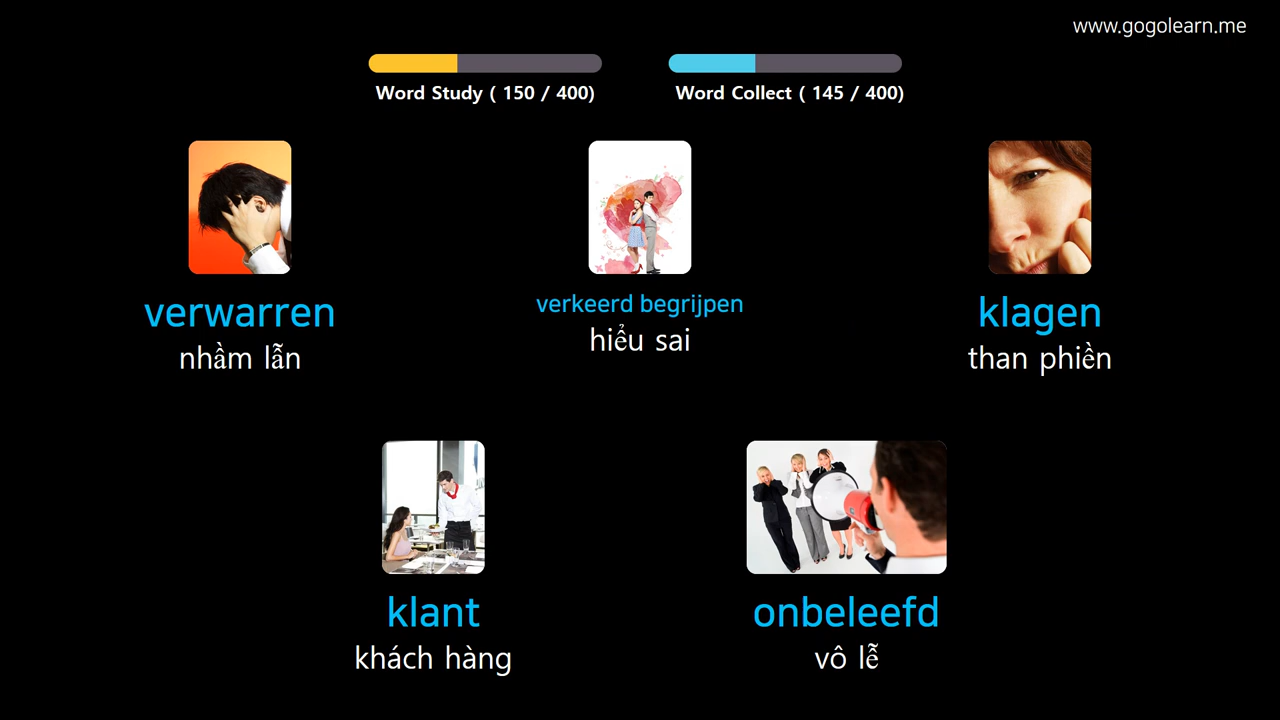 www.gogolearn.me
Word Study ( 150 / 400)
Word Collect ( 145 / 400)
verwarren
nhầm lẫn
verkeerd begrijpen
hiểu sai
klagen
than phiền
klant
khách hàng
onbeleefd
vô lễ